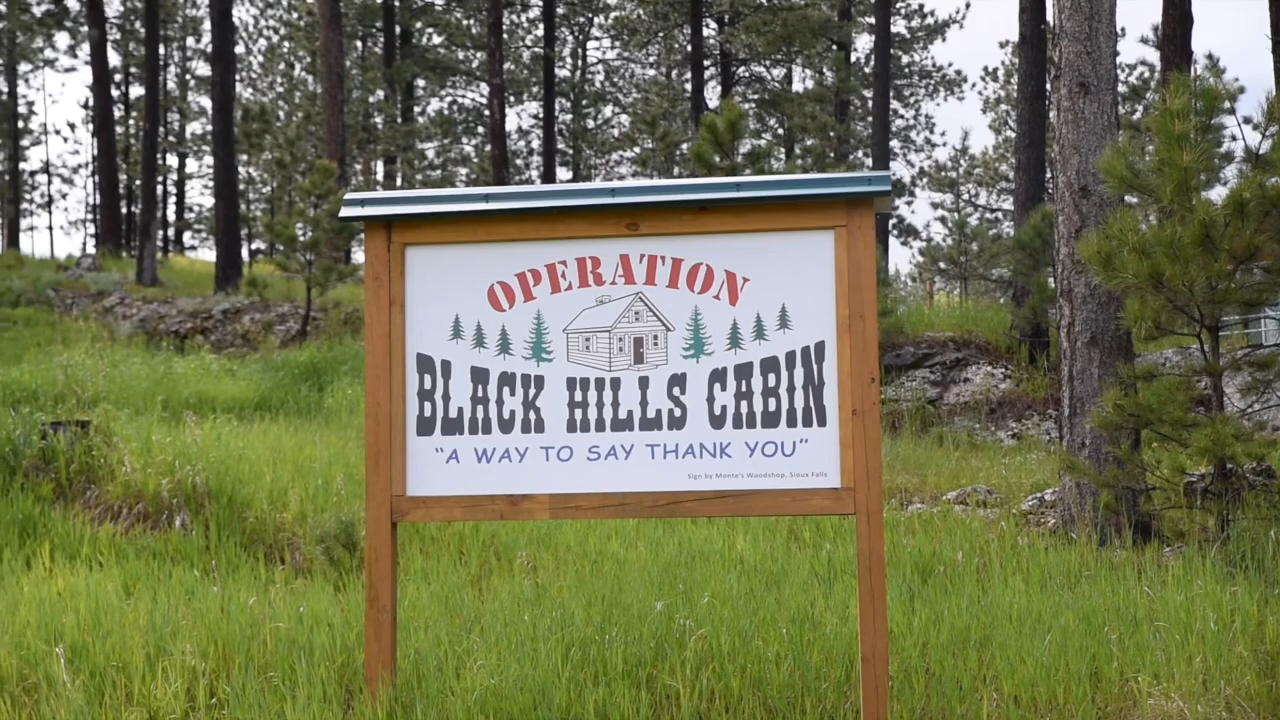 OPERATION
BLACK HILLS CABIN
“A WAY TO SAY THANK YOU”
Sign by Monte's Woodshop, Sioux Falls